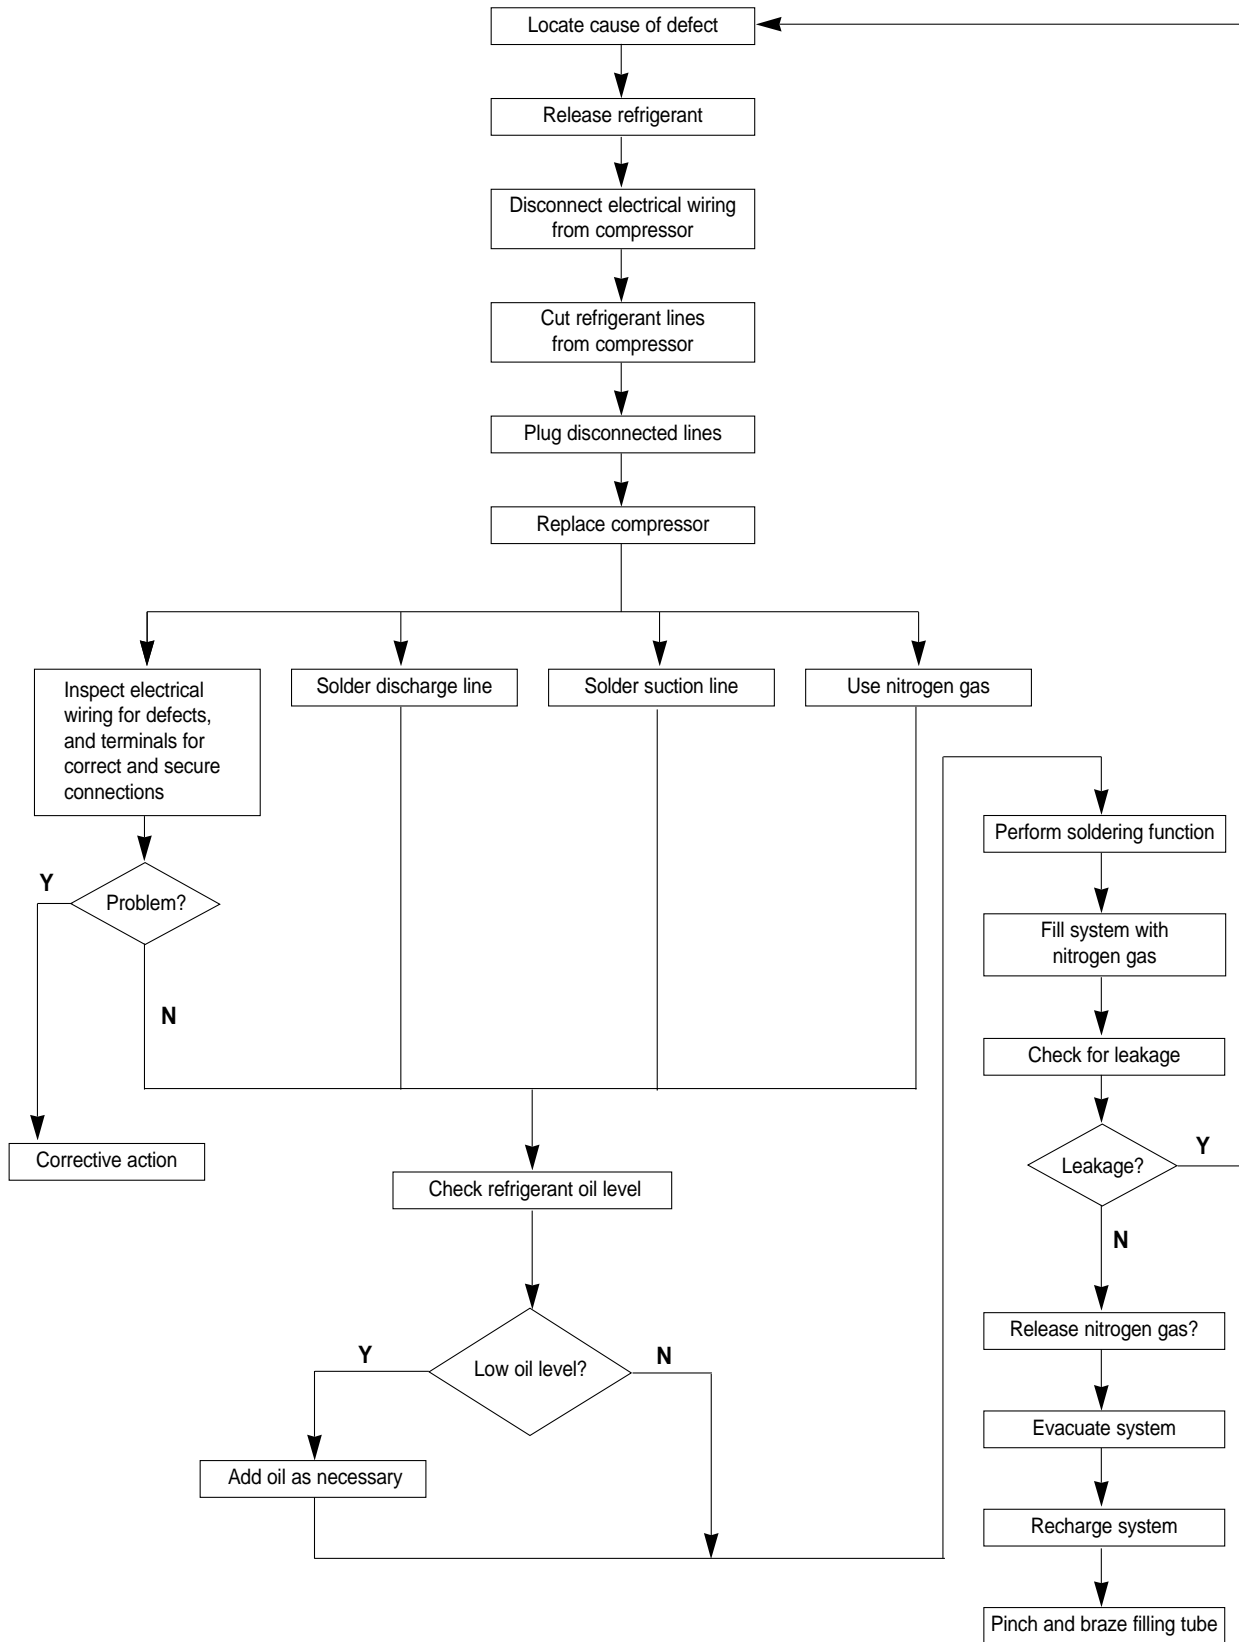 Locate cause of defect
Release refrigerant
Disconnect electrical wiring
from compressor
Cut refrigerant lines
from compressor
Plug disconnected lines
Replace compressor
Inspect electrical
wiring for defects,
and terminals for
correct and secure
connections
Solder discharge line
Solder suction line
Use nitrogen gas
Problem?
Y
N
Corrective action
Check refrigerant oil level
Low oil level?
Y
N
Add oil as necessary
Perform soldering function
Fill system with
nitrogen gas
Check for leakage
Leakage?
Y
N
Release nitrogen gas?
Evacuate system
Recharge system
Pinch and braze filling tube